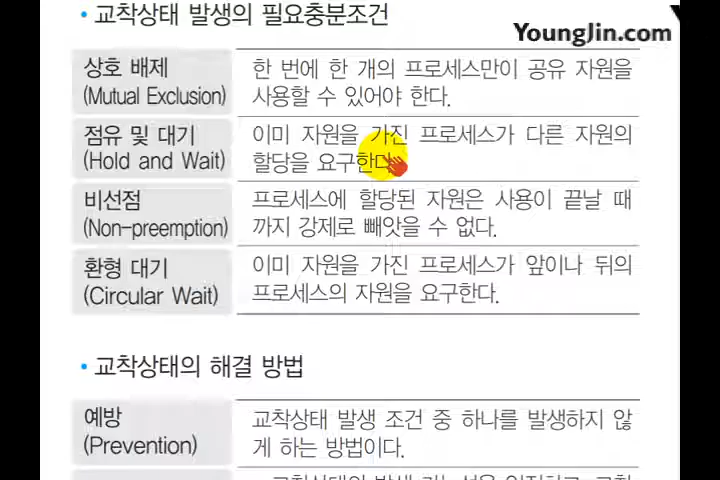 • 교착상태 발생의 필요충분조건
YoungJin.com
상호 배제
(Mutual Exclusion)
한 번에 한 개의 프로세스만이 공유 자원을
사용할 수 있어야 한다.
점유 및 대기
(Hold and Wait)
이미 자원을 가진 프로세스가 다른 자원의
할당을 요구한다.
비선점
(Non-preemption)
프로세스에 할당된 자원은 사용이 끝날 때
까지 강제로 빼앗을 수 없다.
환형 대기
(Circular Wait)
이미 자원을 가진 프로세스가 앞이나 뒤의
프로세스의 자원을 요구한다.
• 교착상태의 해결 방법
예방
(Prevention)
교착상태 발생 조건 중 하나를 발생하지 않
게 하는 방법이다.